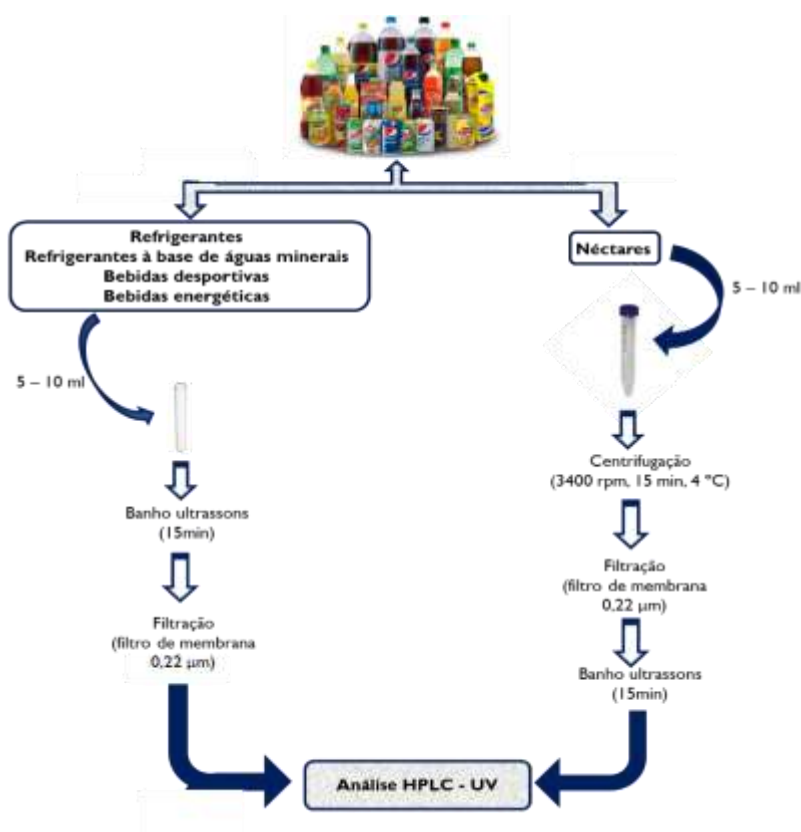 Refrigerantes
Refrigerantes à base de águas minerais
Bebidas desportivas
Bebidas energéticas
5 – 10 ml
Banho ultrassons
(15min)
Filtração
(filtro de membrana
0,22 µm)
Néctares
5 – 10 ml
Centrifugação
(3400 rpm, 15 min, 4 ºC)
Filtração
(filtro de membrana
0,22 µm)
Banho ultrassons
(15min)
Análise HPLC - UV